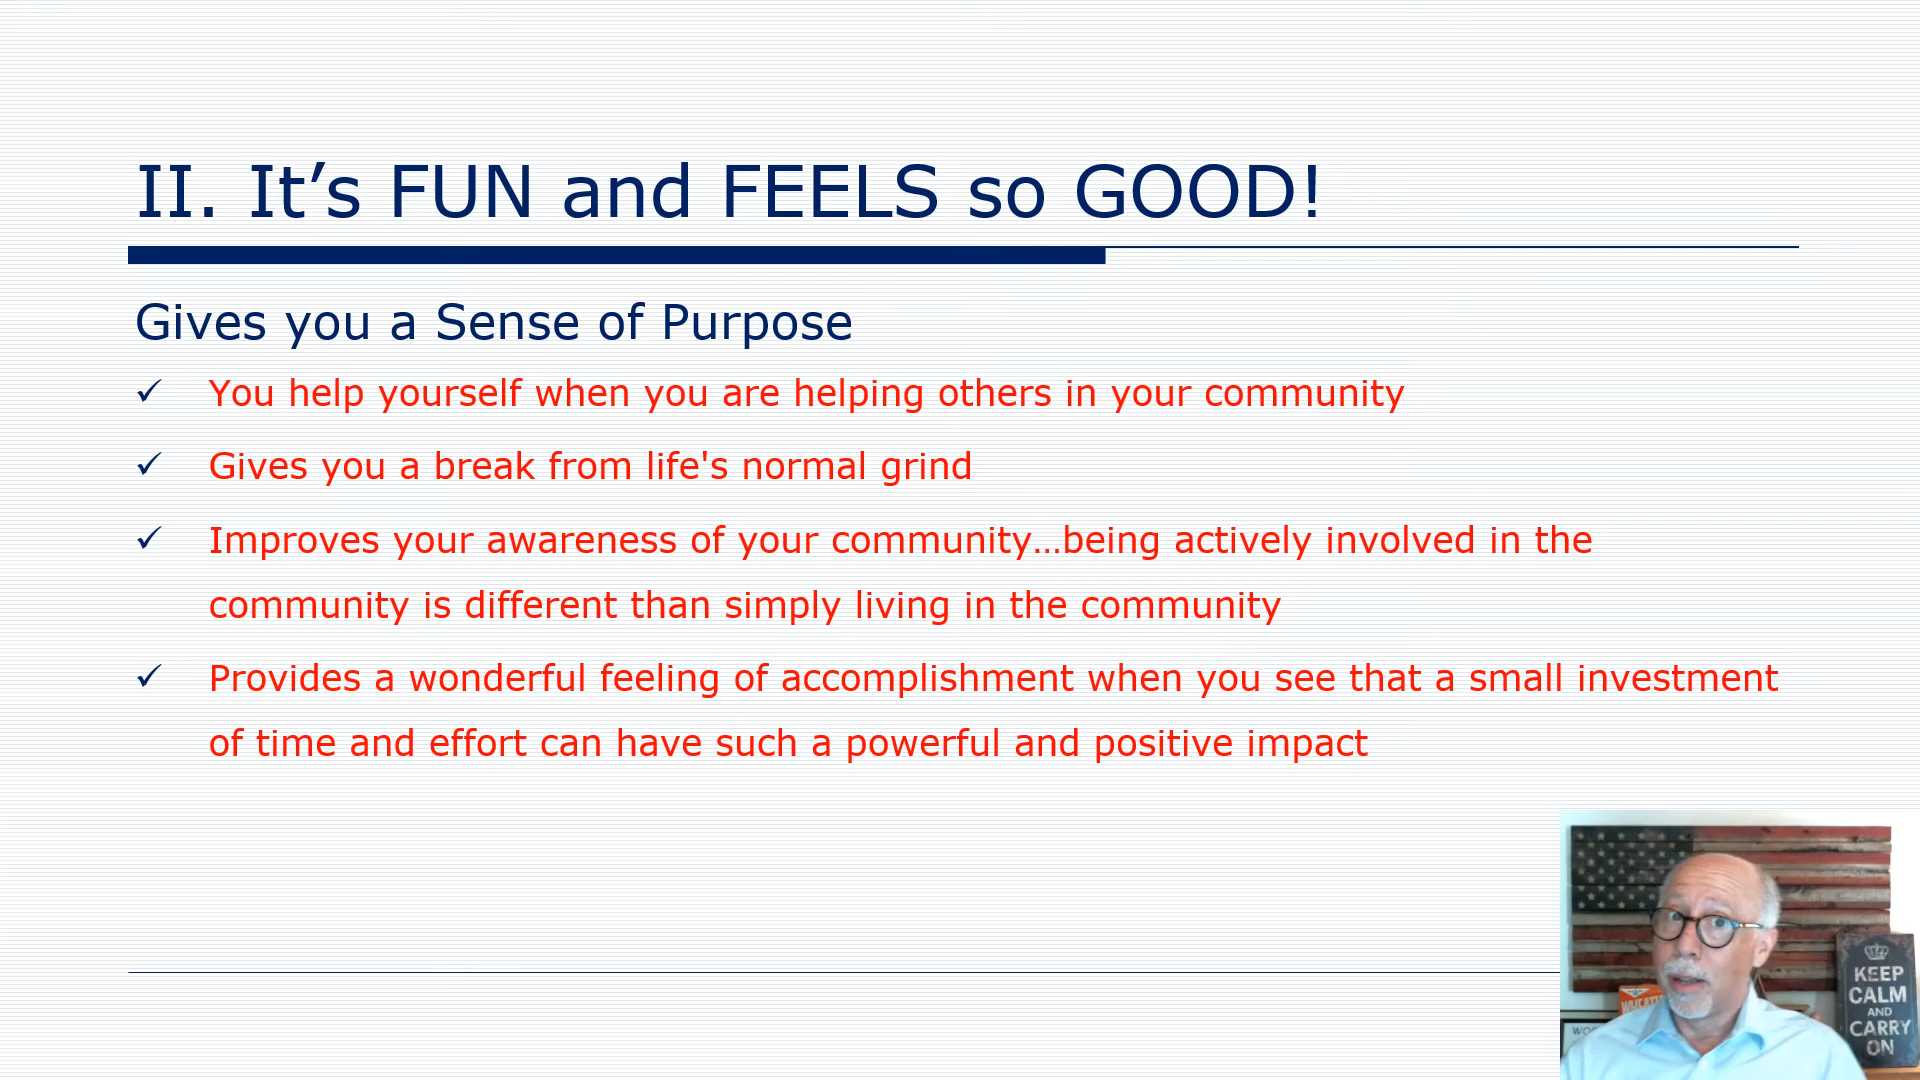 II. It’s FUN and FEELS so GOOD!
Gives you a Sense of Purpose
✓ You help yourself when you are helping others in your community
✓ Gives you a break from life's normal grind
✓ Improves your awareness of your community...being actively involved in the
community is different than simply living in the community
✓ Provides a wonderful feeling of accomplishment when you see that a small investment
of time and effort can have such a powerful and positive impact
KEEP
CALM
AND
CARRY
ON